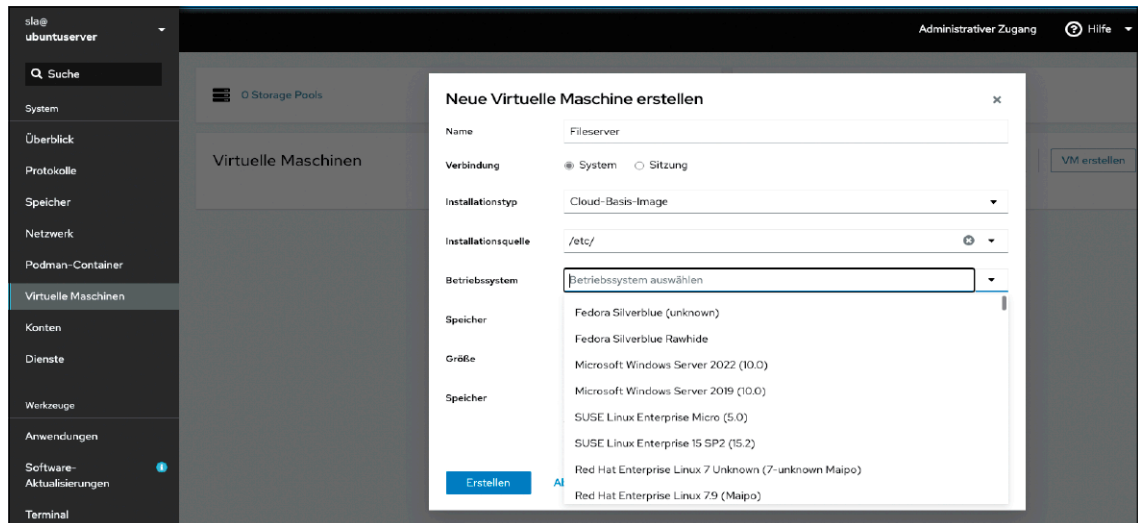 sla@
ubuntuserver
Administrativer Zugang
Hilfe
Suche
System
Überblick
Protokolle
Speicher
Netzwerk
Podman-Container
Virtuelle Maschinen
Konten
Dienste
Werkzeuge
Anwendungen
Software-
Aktualisierungen
Terminal
0 Storage Pools
Virtuelle Maschinen
VM erstellen
Neue Virtuelle Maschine erstellen
Name
Fileserver
Verbindung
System
Sitzung
Installationstyp
Cloud-Basis-Image
Installationsquelle
/etc/
Betriebssystem
Betriebssystem auswählen
Fedora Silverblue (unknown)
Fedora Silverblue Rawhide
Microsoft Windows Server 2022 (10.0)
Microsoft Windows Server 2019 (10.0)
SUSE Linux Enterprise Micro (5.0)
SUSE Linux Enterprise 15 SP2 (15.2)
Red Hat Enterprise Linux 7 Unknown (7-unknown Maipo)
Red Hat Enterprise Linux 7.9 (Maipo)
Speicher
Größe
Speicher
Erstellen